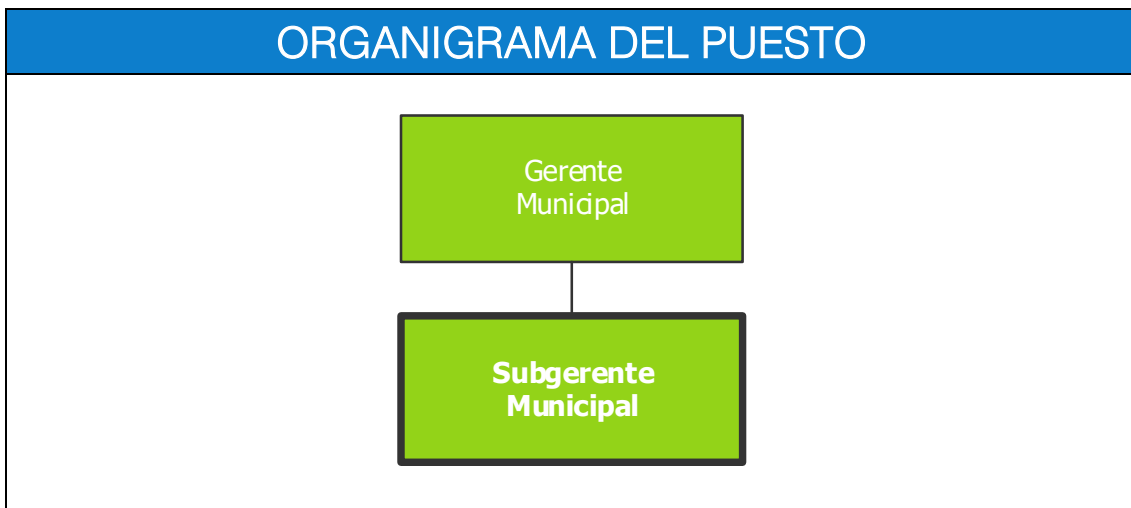 ORGANIGRAMA DEL PUESTO
Gerente
Municipal
Subgerente
Municipal